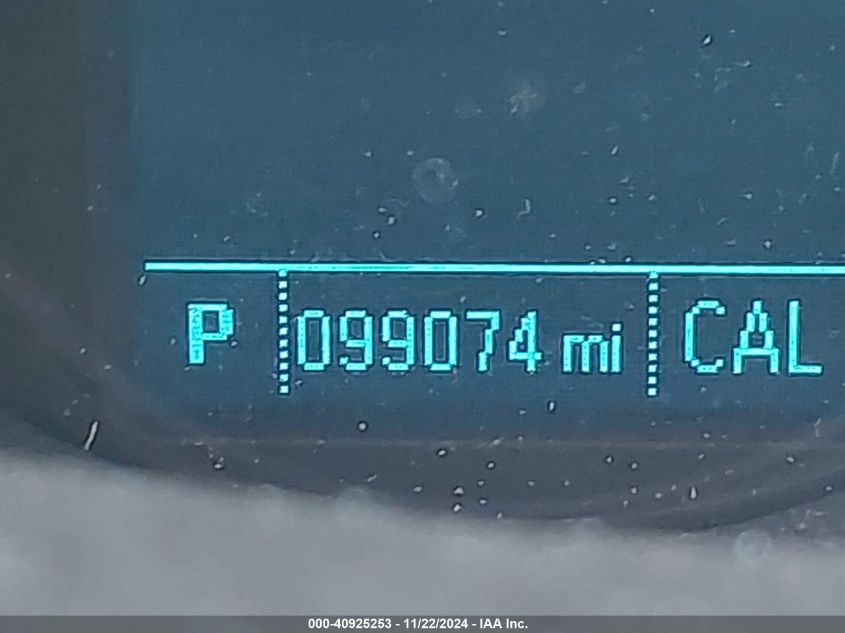 P 099074 mi CAL
000-40925253 - 11/22/2024 - IAA Inc.